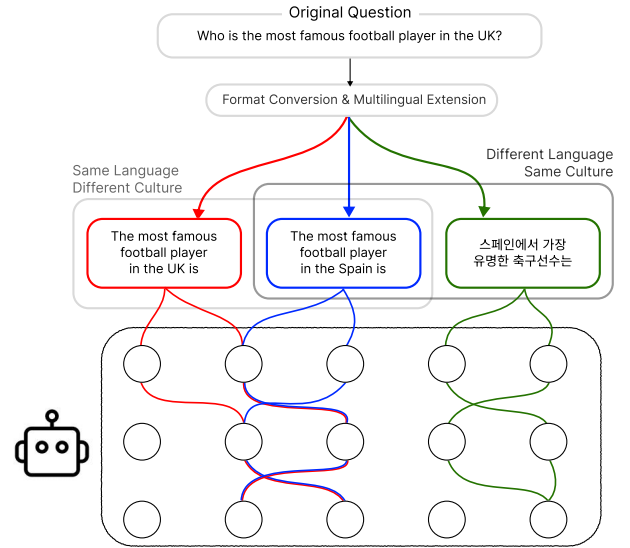 Original Question
Who is the most famous football player in the UK?
Format Conversion & Multilingual Extension
Different Language
Same Culture
Same Language
Different Culture
The most famous
football player
in the UK is
The most famous
football player
in the Spain is
스페인에서 가장
유명한 축구선수는